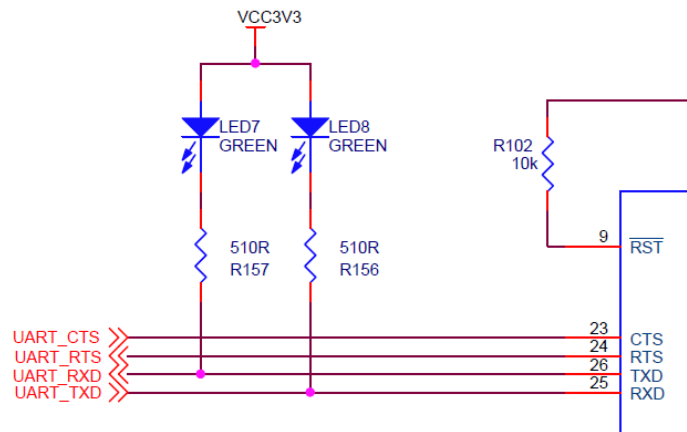 VCC3V3
LED7
GREEN
LED8
GREEN
R102
10k
510R
R157
510R
R156
9
RST
UART_CTS
23
CTS
UART_RTS
24
RTS
UART_RXD
26
TXD
UART_TXD
25
RXD